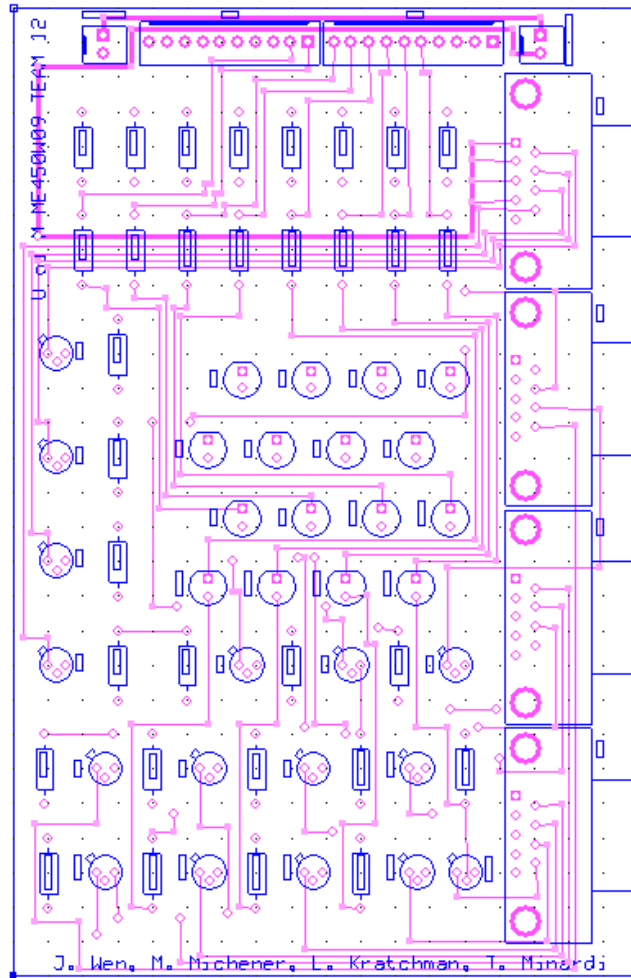 U of M ME450W09 TEAM 12
J. Wen, M. Michener, L. Kratchman, T. Minardi